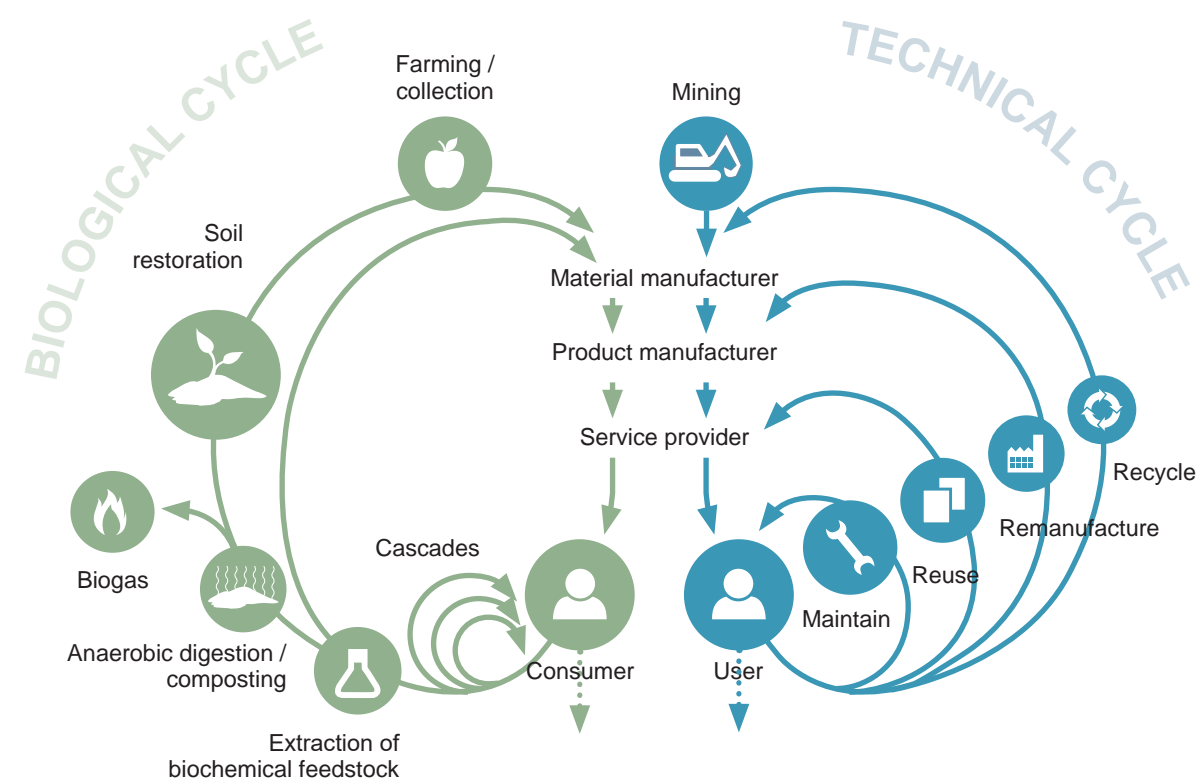 BIOLOGICAL CYCLE
TECHNICAL CYCLE
Farming /
collection
Mining
Soil
restoration
Material manufacturer
Product manufacturer
Service provider
Recycle
Remanufacture
Reuse
Maintain
Cascades
Biogas
Anaerobic digestion /
composting
Consumer
User
Extraction of
biochemical feedstock